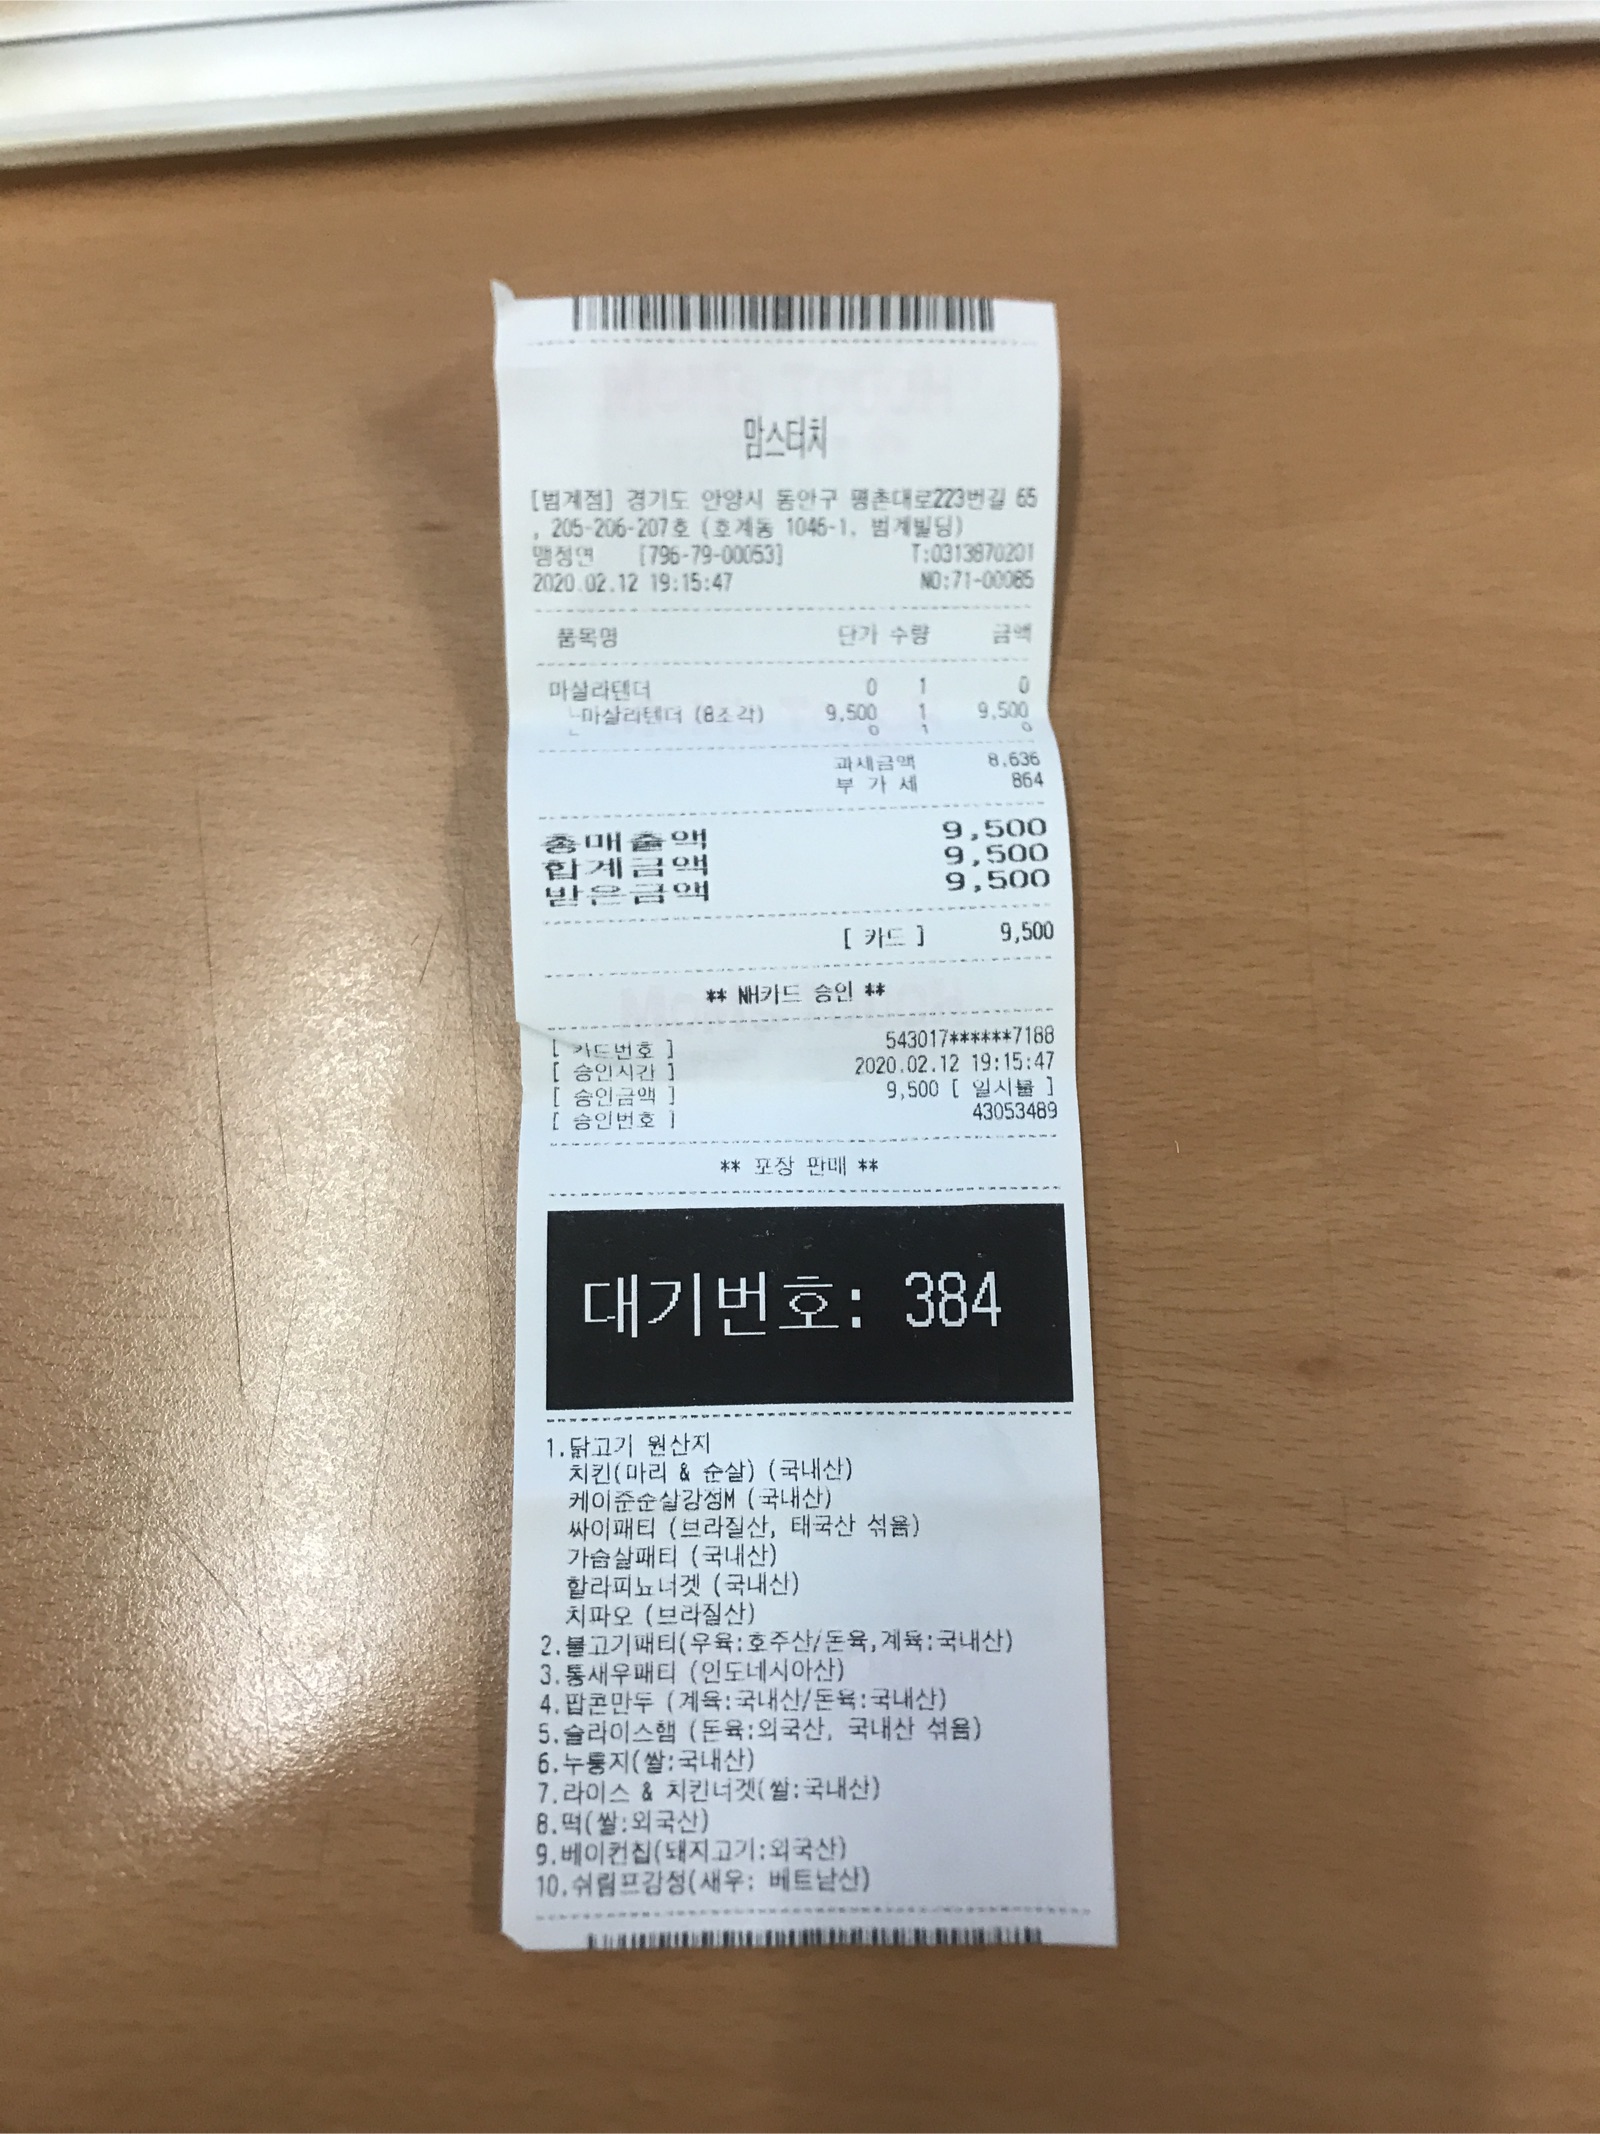 맘스터치
[범계점] 경기도 안양시 동안구 평촌대로223번길 65
, 205-206-207호 (호계동 1046-1, 범계빌딩)
맹정연 [796-79-00053] T:0313870201
2020.02.12 19:15:47 NO:71-00085
품목명 단가 수량 금액
마살라텐더 0 1 0
└마살라텐더 (8조각) 9,500 1 9,500
0 1 0
과세금액 8,636
부 가 세 864
총매출액 9,500
합계금액 9,500
받은금액 9,500
[ 카드 ] 9,500
** NH카드 승인 **
[ 카드번호 ] 543017******7188
[ 승인시간 ] 2020.02.12 19:15:47
[ 승인금액 ] 9,500 [ 일시불 ]
[ 승인번호 ] 43053489
** 포장 판매 **
대기번호: 384
1.닭고기 원산지
치킨(마리 & 순살) (국내산)
케이준순살강정M (국내산)
싸이패티 (브라질산, 태국산 섞음)
가슴살패티 (국내산)
할라피뇨너겟 (국내산)
치파오 (브라질산)
2.불고기패티(우육:호주산/돈육,계육:국내산)
3.통새우패티 (인도네시아산)
4.팝콘만두 (계육:국내산/돈육:국내산)
5.슬라이스햄 (돈육:외국산, 국내산 섞음)
6.누룽지(쌀:국내산)
7.라이스 & 치킨너겟(쌀:국내산)
8.떡(쌀:외국산)
9.베이컨칩(돼지고기:외국산)
10.쉬림프강정(새우: 베트남산)